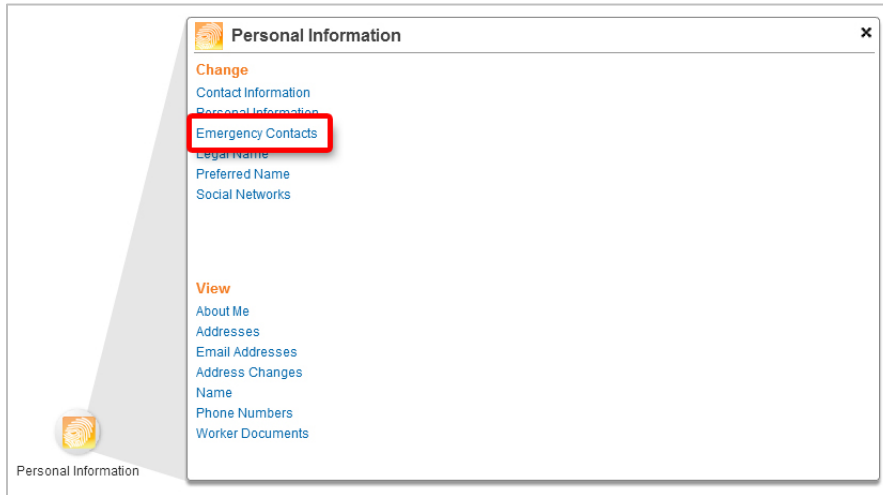 Personal Information
Change
Contact Information
Personal Information
Emergency Contacts
Legal Name
Preferred Name
Social Networks
View
About Me
Addresses
Email Addresses
Address Changes
Name
Phone Numbers
Worker Documents
Personal Information